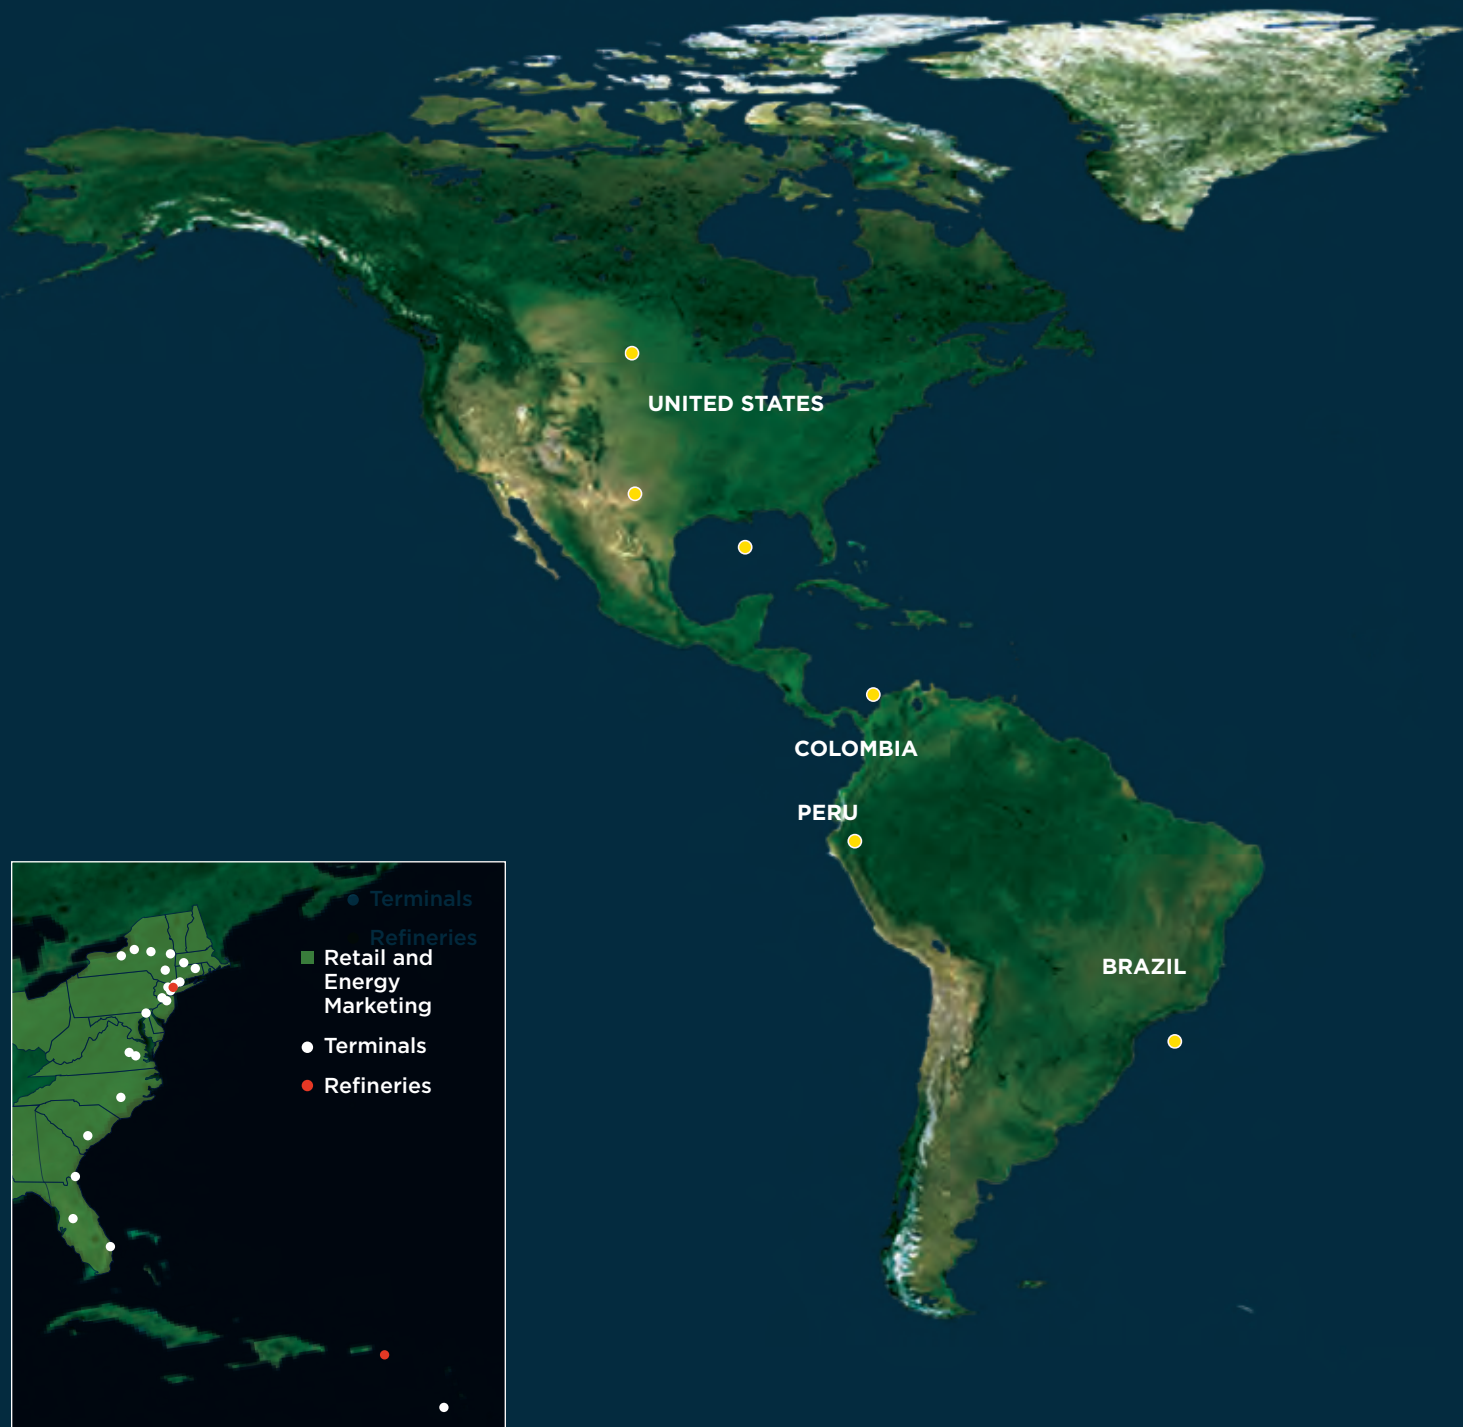 UNITED STATES
COLOMBIA
PERU
BRAZIL
Terminals
Refineries
Retail and
Energy
Marketing
Terminals
Refineries